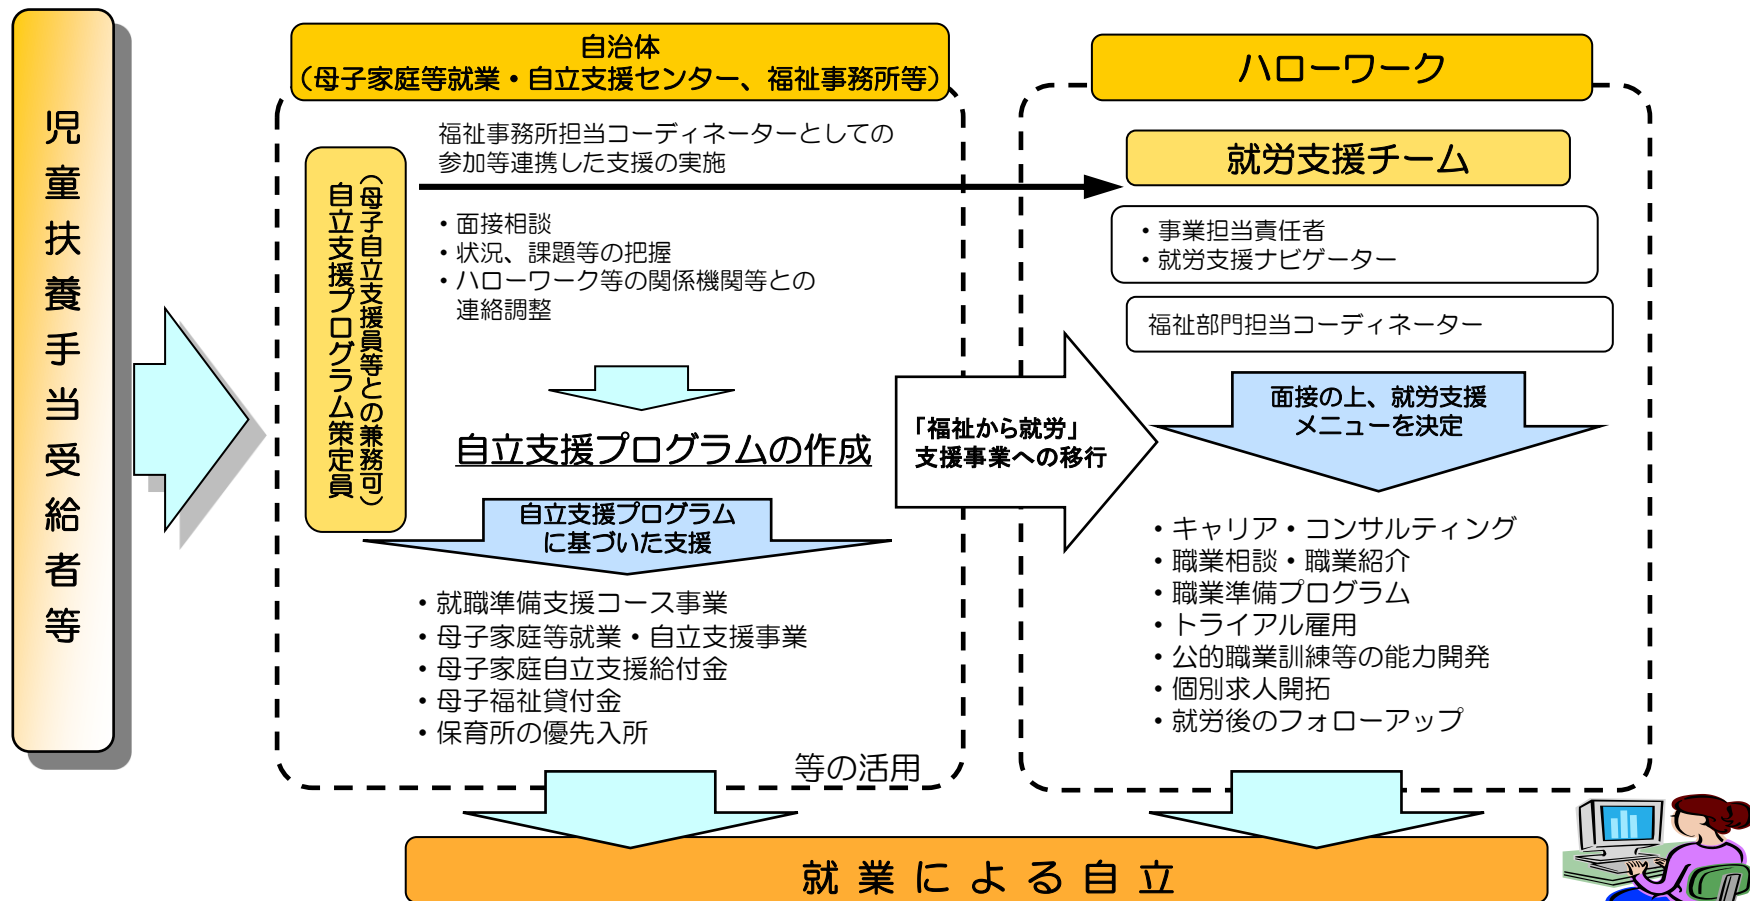 児童扶養手当受給者等
自治体
（母子家庭等就業・自立支援センター、福祉事務所等）
福祉事務所担当コーディネーターとしての
参加等連携した支援の実施
（母子自立支援員等との兼務可）
自立支援プログラム策定員
・面接相談
・状況、課題等の把握
・ハローワーク等の関係機関等との
連絡調整
自立支援プログラムの作成
自立支援プログラム
に基づいた支援
・就職準備支援コース事業
・母子家庭等就業・自立支援事業
・母子家庭自立支援給付金
・母子福祉貸付金
・保育所の優先入所
等の活用
「福祉から就労」
支援事業への移行
ハローワーク
就労支援チーム
・事業担当責任者
・就労支援ナビゲーター
福祉部門担当コーディネーター
面接の上、就労支援
メニューを決定
・キャリア・コンサルティング
・職業相談・職業紹介
・職業準備プログラム
・トライアル雇用
・公的職業訓練等の能力開発
・個別求人開拓
・就労後のフォローアップ
就業による自立